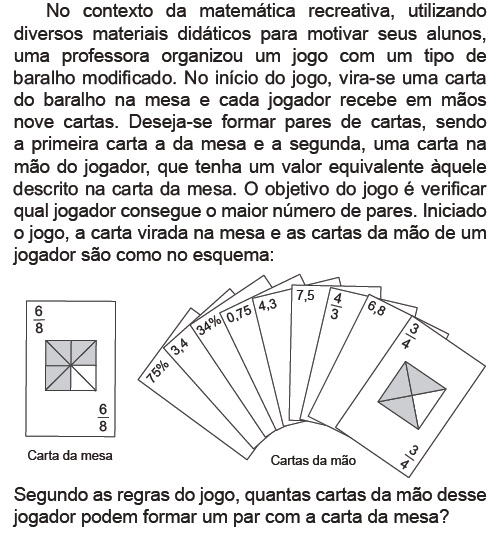 No contexto da matemática recreativa, utilizando
diversos materiais didáticos para motivar seus alunos,
uma professora organizou um jogo com um tipo de
baralho modificado. No início do jogo, vira-se uma carta
do baralho na mesa e cada jogador recebe em mãos
nove cartas. Deseja-se formar pares de cartas, sendo
a primeira carta a da mesa e a segunda, uma carta na
mão do jogador, que tenha um valor equivalente àquele
descrito na carta da mesa. O objetivo do jogo é verificar
qual jogador consegue o maior número de pares. Iniciado
o jogo, a carta virada na mesa e as cartas da mão de um
jogador são como no esquema:
6/8
6/8
Carta da mesa
75%
3,4
34%
0,75
4,3
7,5
4/3
6,8
3/4
3/4
Cartas da mão
Segundo as regras do jogo, quantas cartas da mão desse
jogador podem formar um par com a carta da mesa?